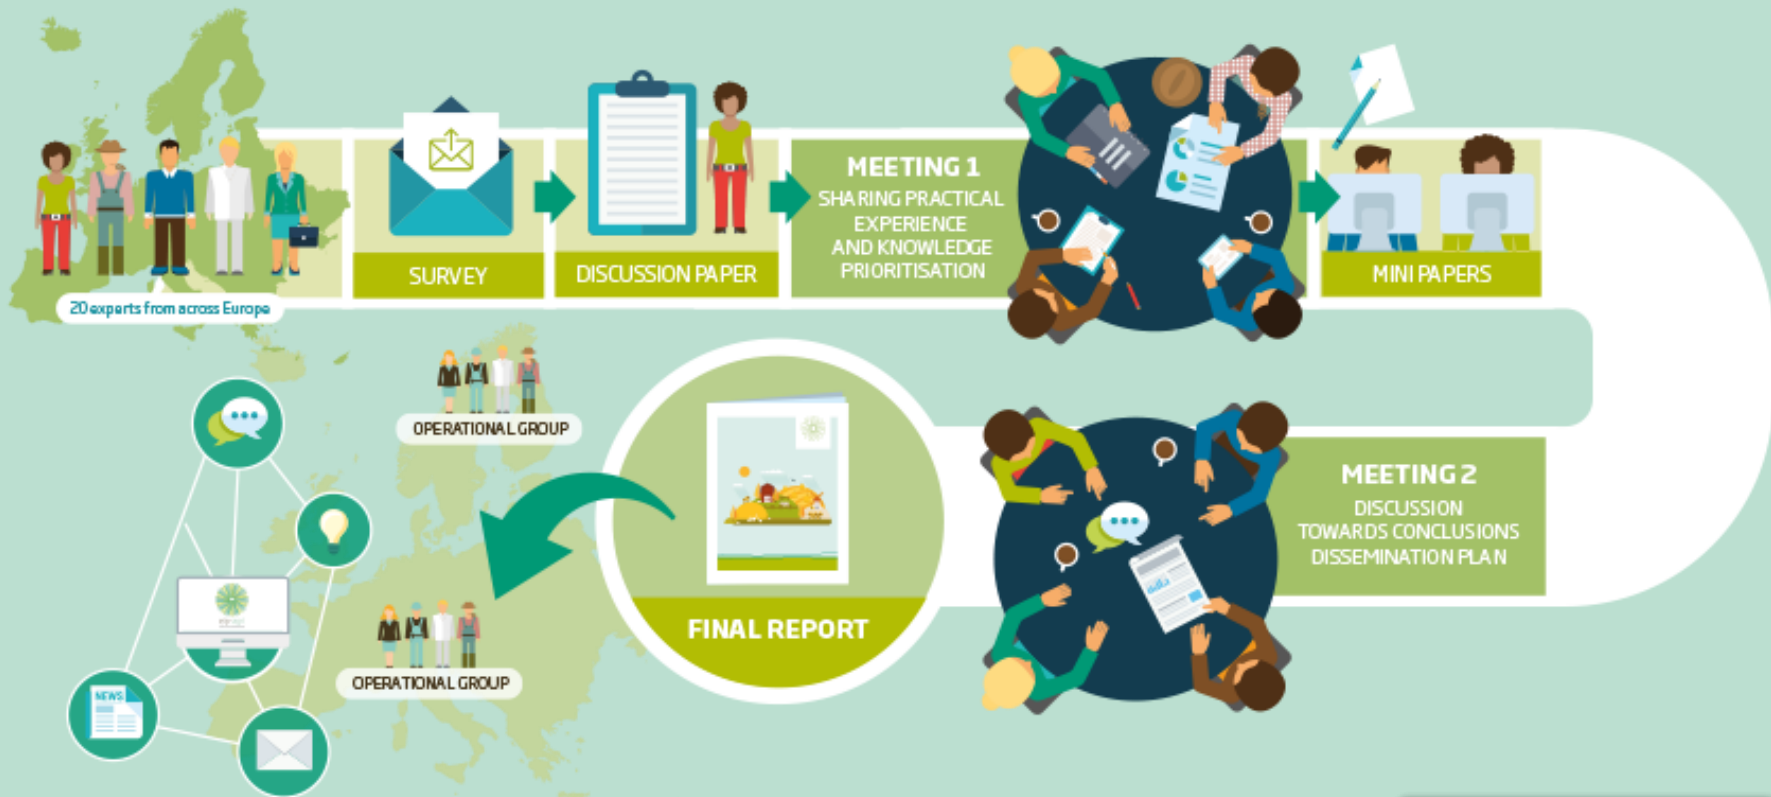 20 experts from across Europe
SURVEY
DISCUSSION PAPER
MEETING 1
SHARING PRACTICAL
EXPERIENCE
AND KNOWLEDGE
PRIORITISATION
MINI PAPERS
MEETING 2
DISCUSSION
TOWARDS CONCLUSIONS
DISSEMINATION PLAN
FINAL REPORT
OPERATIONAL GROUP
OPERATIONAL GROUP
NEWS